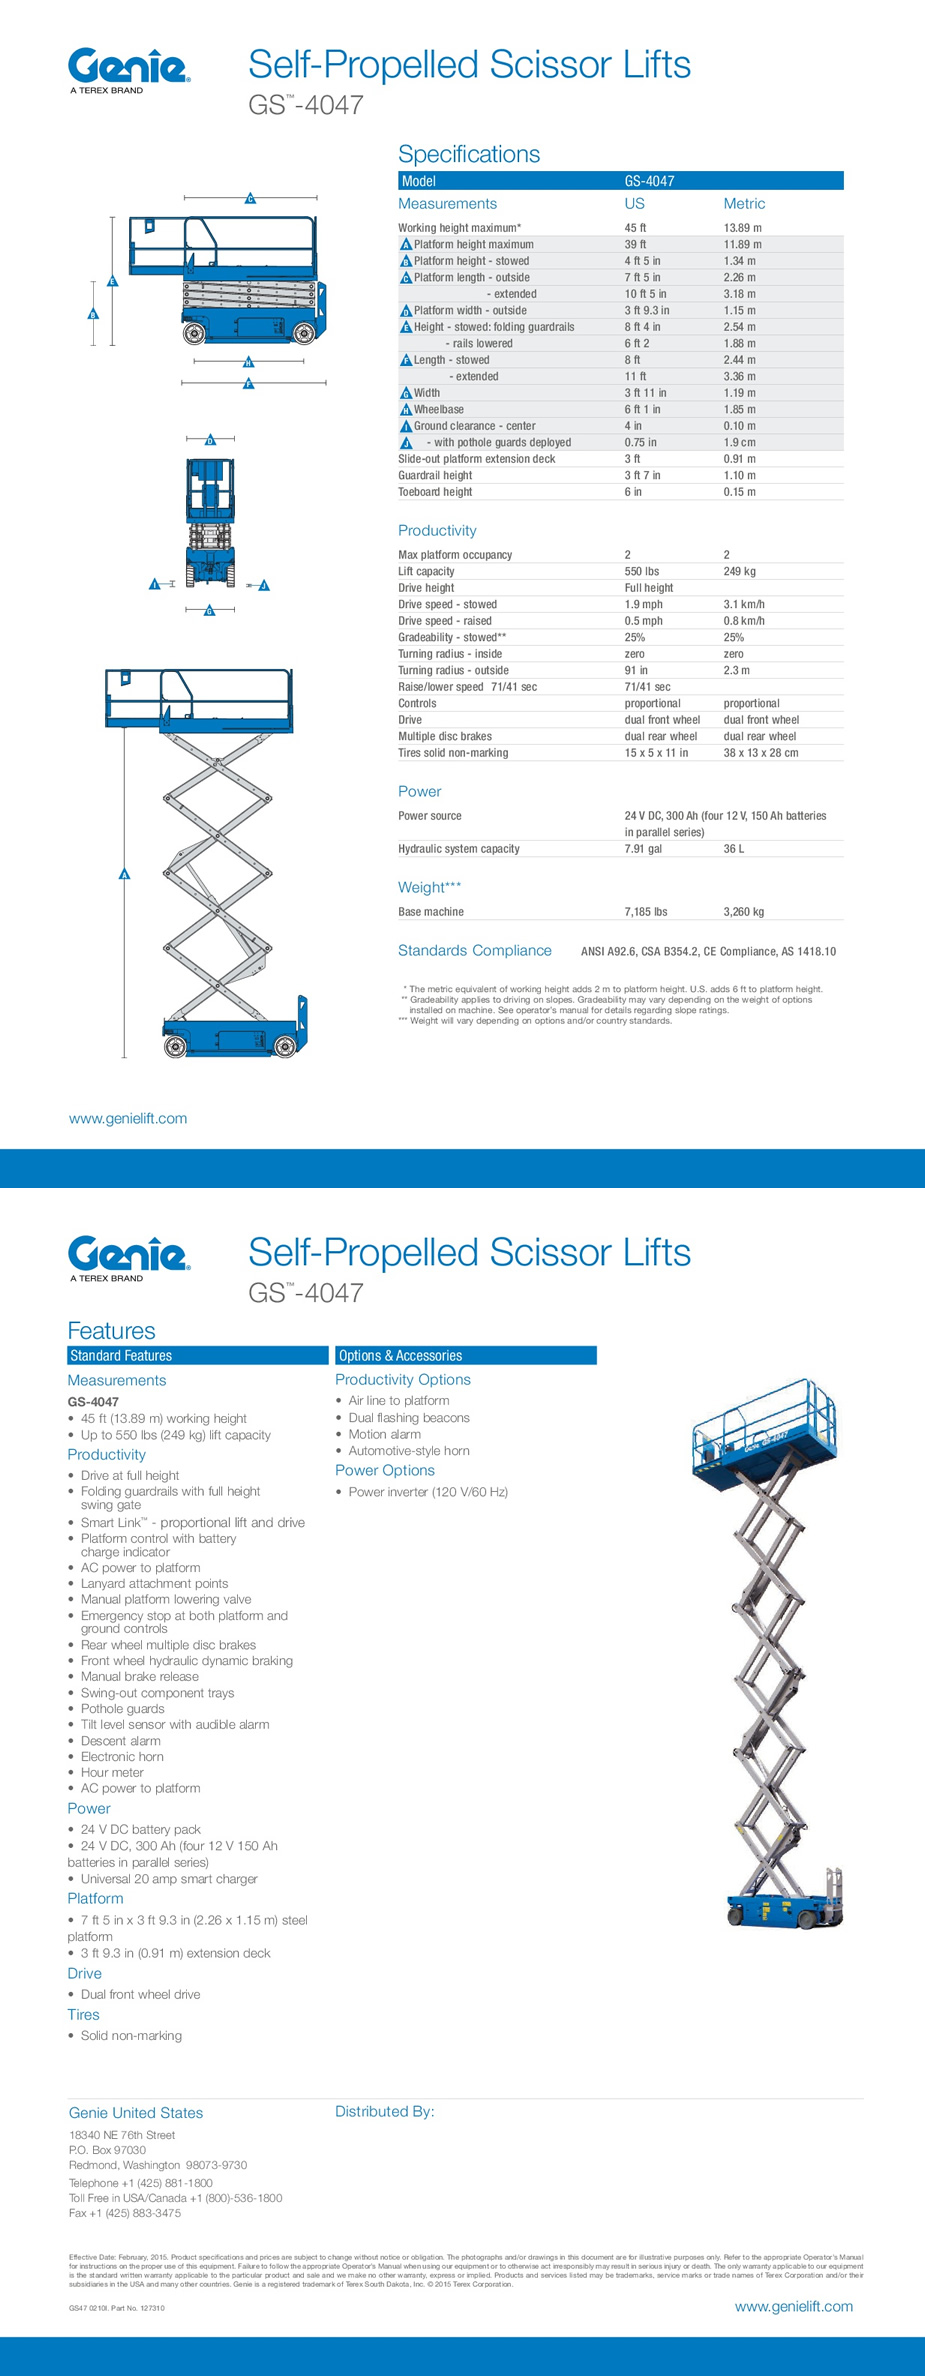 Genie
A TEREX BRAND
Self-Propelled Scissor Lifts
GS™-4047
Specifications
Model GS-4047
Measurements US Metric
Working height maximum* 45 ft 13.89 m
A Platform height maximum 39 ft 11.89 m
B Platform height - stowed 4 ft 5 in 1.34 m
C Platform length - outside 7 ft 5 in 2.26 m
- extended 10 ft 5 in 3.18 m
D Platform width - outside 3 ft 9.3 in 1.15 m
E Height - stowed: folding guardrails 8 ft 4 in 2.54 m
- rails lowered 6 ft 2 1.88 m
F Length - stowed 8 ft 2.44 m
- extended 11 ft 3.36 m
G Width 3 ft 11 in 1.19 m
H Wheelbase 6 ft 1 in 1.85 m
I Ground clearance - center 4 in 0.10 m
J - with pothole guards deployed 0.75 in 1.9 cm
Slide-out platform extension deck 3 ft 0.91 m
Guardrail height 3 ft 7 in 1.10 m
Toeboard height 6 in 0.15 m
Productivity
Max platform occupancy 2 2
Lift capacity 550 lbs 249 kg
Drive height Full height
Drive speed - stowed 1.9 mph 3.1 km/h
Drive speed - raised 0.5 mph 0.8 km/h
Gradeability - stowed** 25% 25%
Turning radius - inside zero zero
Turning radius - outside 91 in 2.3 m
Raise/lower speed 71/41 sec 71/41 sec
Controls proportional proportional
Drive dual front wheel dual front wheel
Multiple disc brakes dual rear wheel dual rear wheel
Tires solid non-marking 15 x 5 x 11 in 38 x 13 x 28 cm
Power
Power source 24 V DC, 300 Ah (four 12 V, 150 Ah batteries
in parallel series)
Hydraulic system capacity 7.91 gal 36 L
Weight***
Base machine 7,185 lbs 3,260 kg
Standards Compliance ANSI A92.6, CSA B354.2, CE Compliance, AS 1418.10
* The metric equivalent of working height adds 2 m to platform height. U.S. adds 6 ft to platform height.
** Gradeability applies to driving on slopes. Gradeability may vary depending on the weight of options
installed on machine. See operator's manual for details regarding slope ratings.
*** Weight will vary depending on options and/or country standards.
C
E
B
H
F
D
I
J
G
A
www.genielift.com
Genie
A TEREX BRAND
Self-Propelled Scissor Lifts
GS™-4047
Features
Standard Features
Measurements
GS-4047
• 45 ft (13.89 m) working height
• Up to 550 lbs (249 kg) lift capacity
Productivity
• Drive at full height
• Folding guardrails with full height
swing gate
• Smart Link™ - proportional lift and drive
• Platform control with battery
charge indicator
• AC power to platform
• Lanyard attachment points
• Manual platform lowering valve
• Emergency stop at both platform and
ground controls
• Rear wheel multiple disc brakes
• Front wheel hydraulic dynamic braking
• Manual brake release
• Swing-out component trays
• Pothole guards
• Tilt level sensor with audible alarm
• Descent alarm
• Electronic horn
• Hour meter
• AC power to platform
Power
• 24 V DC battery pack
• 24 V DC, 300 Ah (four 12 V 150 Ah
batteries in parallel series)
• Universal 20 amp smart charger
Platform
• 7 ft 5 in x 3 ft 9.3 in (2.26 x 1.15 m) steel
platform
• 3 ft 9.3 in (0.91 m) extension deck
Drive
• Dual front wheel drive
Tires
• Solid non-marking
Options & Accessories
Productivity Options
• Air line to platform
• Dual flashing beacons
• Motion alarm
• Automotive-style horn
Power Options
• Power inverter (120 V/60 Hz)
Genie GS-4047
Genie United States
18340 NE 76th Street
P.O. Box 97030
Redmond, Washington 98073-9730
Telephone +1 (425) 881-1800
Toll Free in USA/Canada +1 (800)-536-1800
Fax +1 (425) 883-3475
Distributed By:
Effective Date: February, 2015. Product specifications and prices are subject to change without notice or obligation. The photographs and/or drawings in this document are for illustrative purposes only. Refer to the appropriate Operator's Manual
for instructions on the proper use of this equipment. Failure to follow the appropriate Operator's Manual when using our equipment or to otherwise act irresponsibly may result in serious injury or death. The only warranty applicable to our equipment
is the standard written warranty applicable to the particular product and sale and we make no other warranty, express or implied. Products and services listed may be trademarks, service marks or trade names of Terex Corporation and/or their
subsidiaries in the USA and many other countries. Genie is a registered trademark of Terex South Dakota, Inc. © 2015 Terex Corporation.
GS47 0210I. Part No. 127310
www.genielift.com